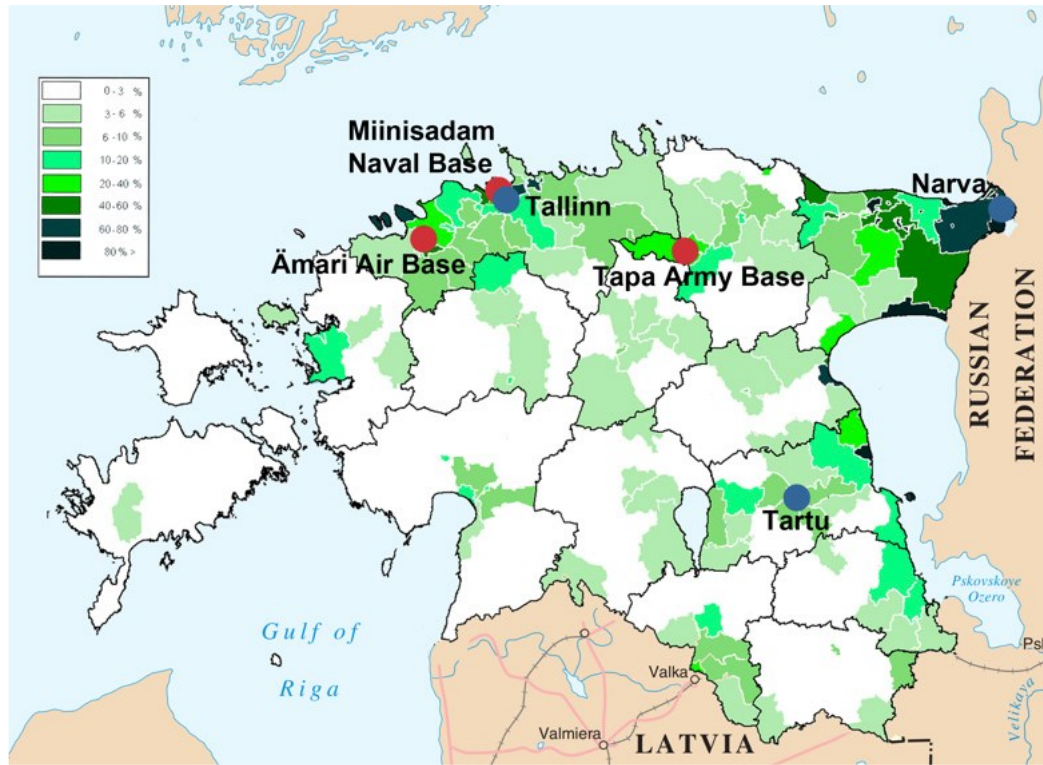 0-3 %
3-6 %
6-10 %
10-20 %
20-40 %
40-60 %
60-80 %
80% >
Miinisadam
Naval Base
Tallinn
Narva
Ämari Air Base
Tapa Army Base
RUSSIAN
FEDERATION
Tartu
Pskovskoye
Ozero
Gulf of
Riga
Valka
Psk
Velikaya
Valmiera
LATVIA